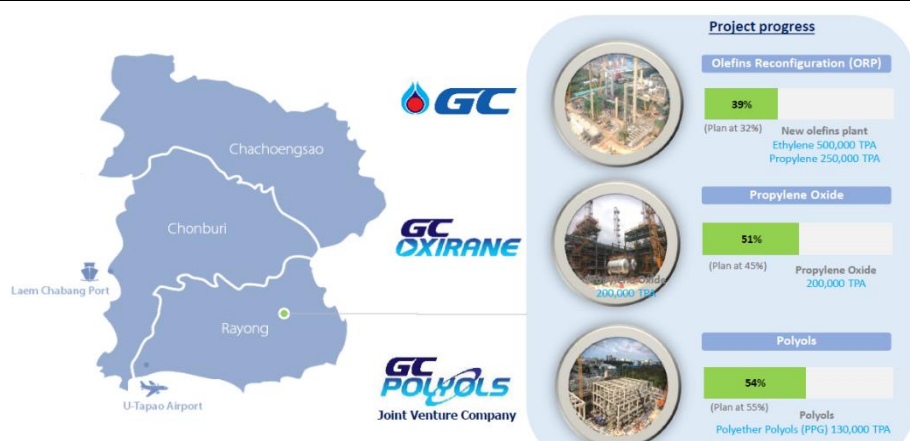 Project progress
Olefins Reconfiguration (ORP)
39%
(Plan at 32%)
New olefins plant
Ethylene 500,000 TPA
Propylene 250,000 TPA
Propylene Oxide
51%
(Plan at 45%)
Propylene Oxide
200,000 TPA
Oxide
200,000 TPA
Polyols
54%
(Plan at 55%)
Polyols
Polyether Polyols (PPG) 130,000 TPA
GC
GC
OXIRANE
GC
POLYOLS
Joint Venture Company
Chachoengsao
Chonburi
Laem Chabang Port
Rayong
U-Tapao Airport